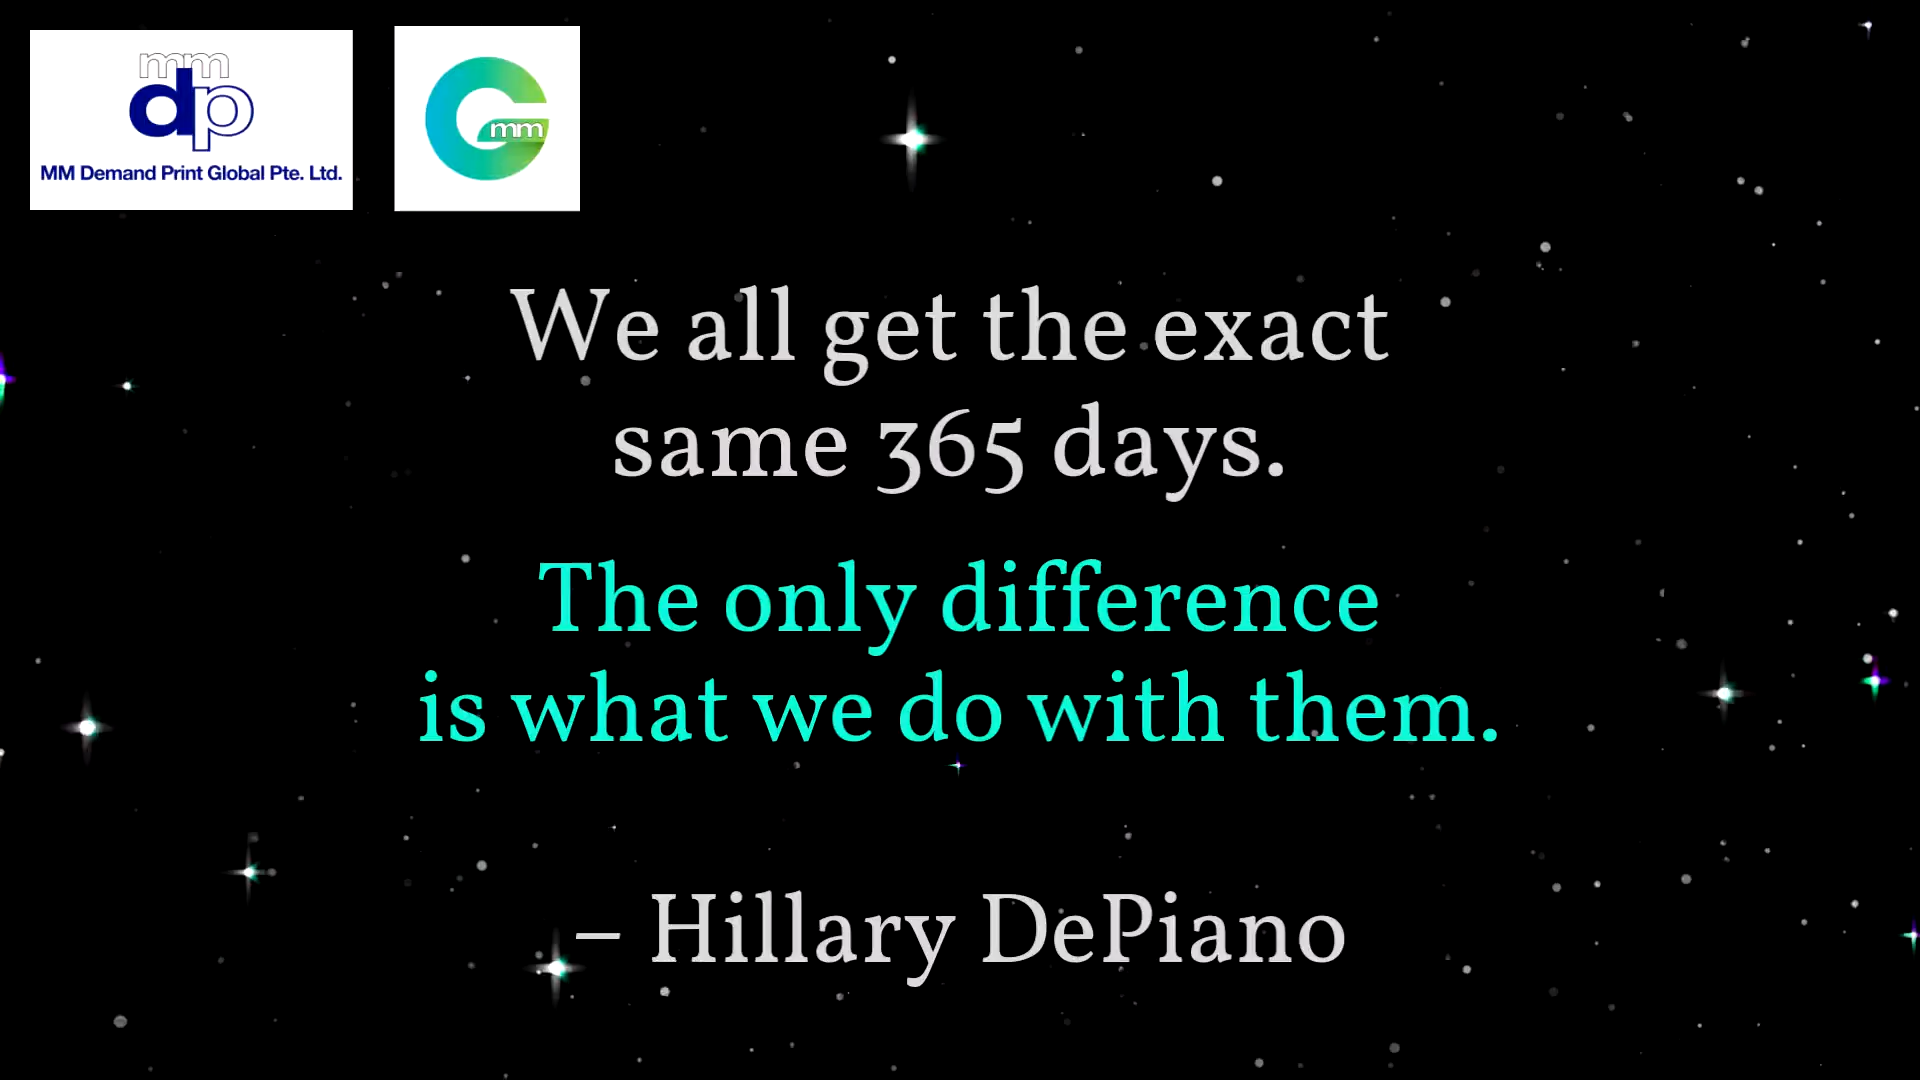 mm
dp
MM Demand Print Global Pte. Ltd.
G
mm
We all get the exact
same 365 days.
The only difference
is what we do with them.
– Hillary DePiano